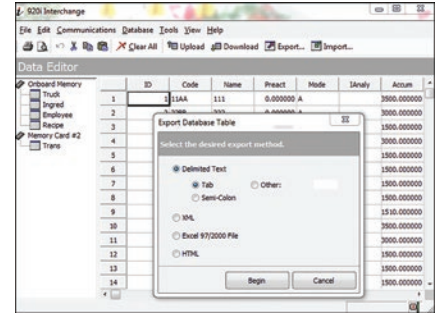 920i Interchange
File Edit Communications Database Tools View Help
Clear All Upload Download Export... Import...
Data Editor
Onboard Memory
Truck
Ingred
Employee
Recipe
Memory Card #2
Trans
ID Code Name Preact Mode IAnaly Accum
1 1 11AA 111 0.000000 A 3500.000000
2 3000.000000
3 1500.000000
4 3000.000000
5 1500.000000
6 1500.000000
7 1500.000000
8 1500.000000
9 1510.000000
10 3500.000000
11 3000.000000
12 1500.000000
13 1500.000000
14 1500.000000
Export Database Table
Select the desired export method.
Delimited Text
Tab Other:
Semi-Colon
XML
Excel 97/2000 File
HTML
Begin Cancel